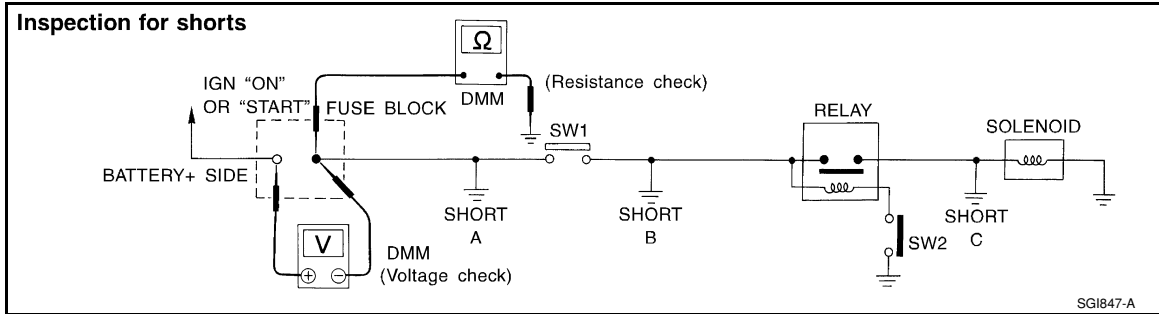 Inspection for shorts
Ω
IGN "ON"
OR "START"
FUSE BLOCK
DMM
(Resistance check)
SW1
RELAY
SOLENOID
BATTERY+ SIDE
SHORT
A
SHORT
B
SHORT
C
SW2
V
+ −
DMM
(Voltage check)
SGI847-A